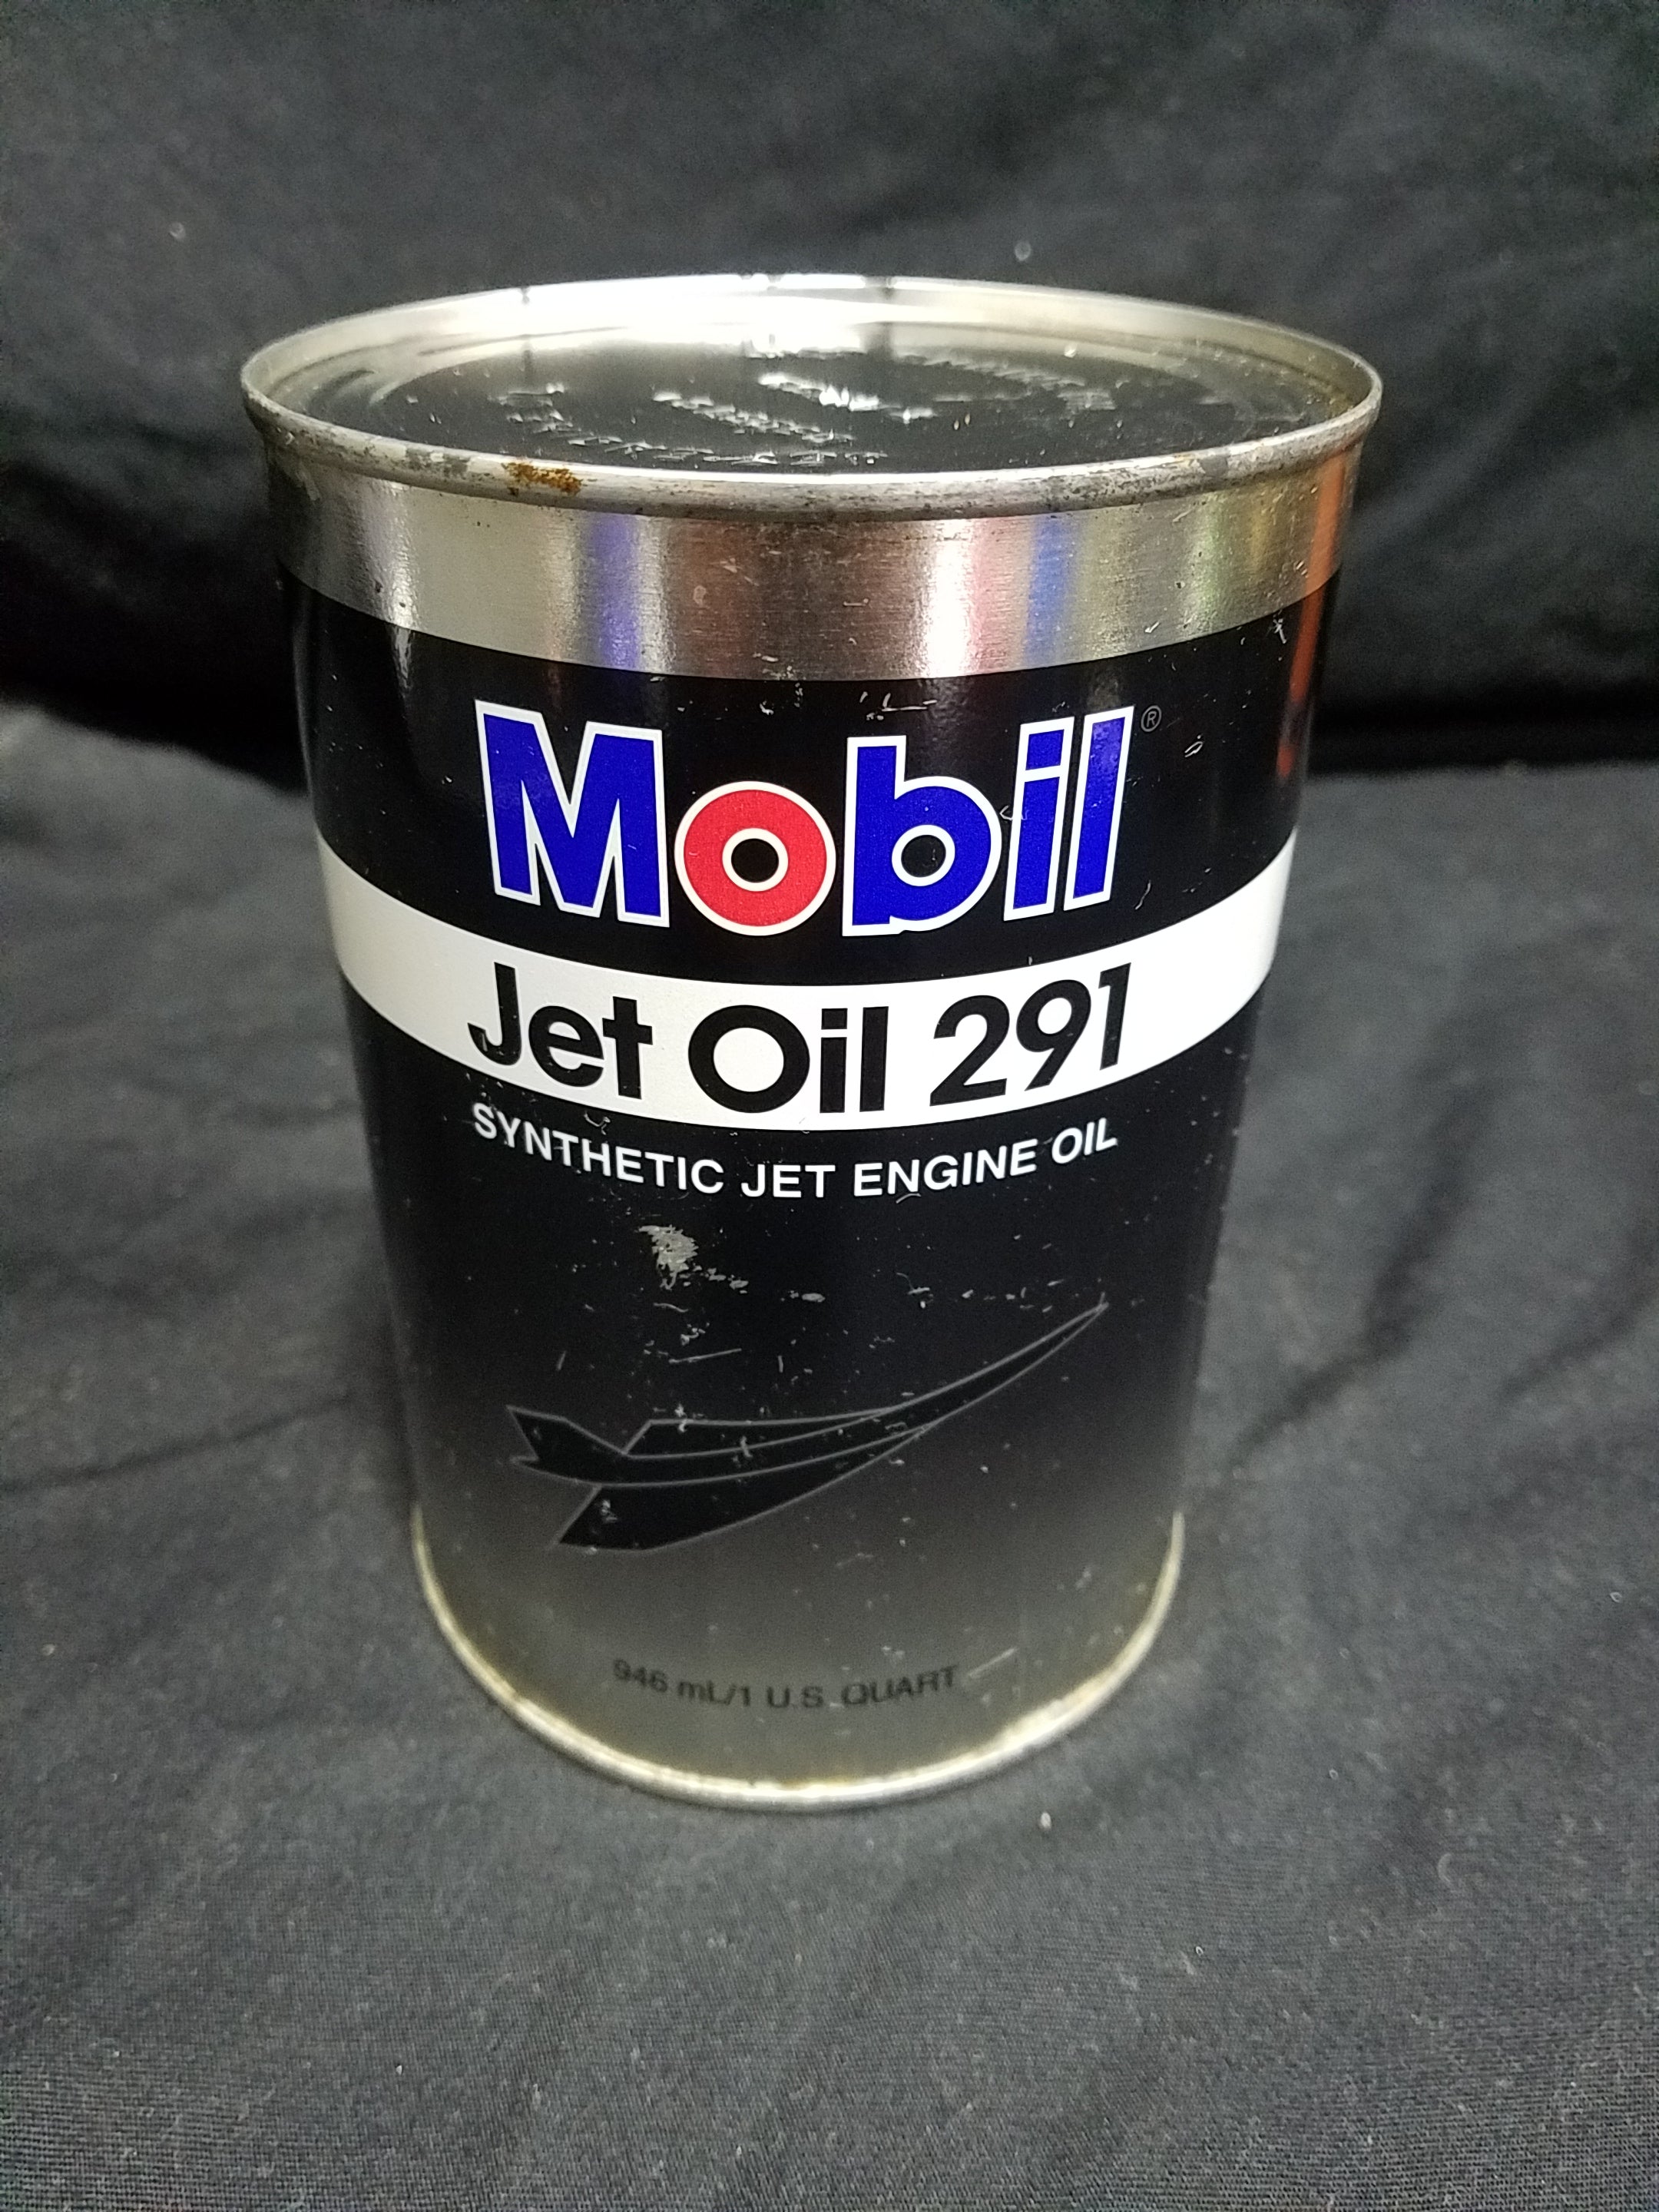 Mobil®
Jet Oil 291
SYNTHETIC JET ENGINE OIL
946 mL/1 U.S. QUART